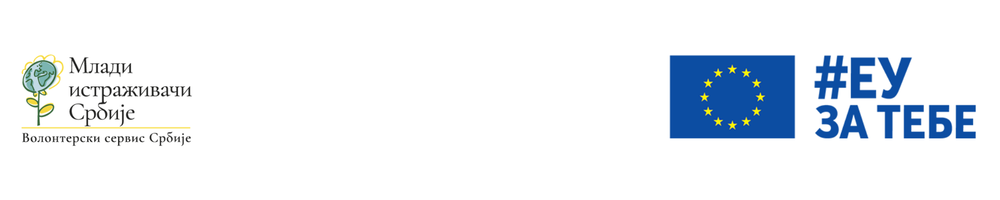 Млади
истраживачи
Србије
Волонтерски сервис Србије
#ЕУ
ЗА ТЕБЕ